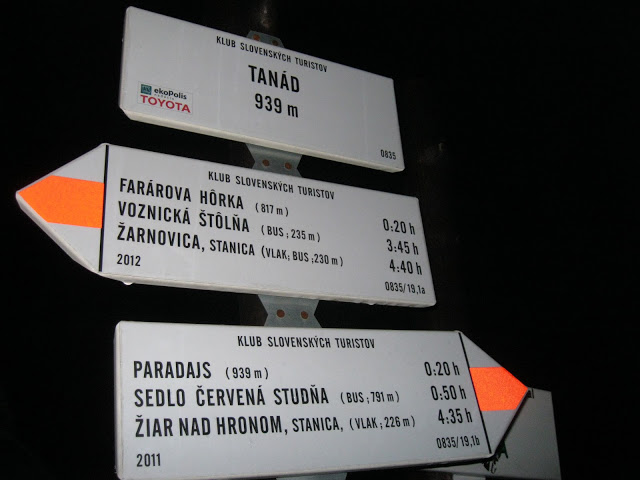 KLUB SLOVENSKÝCH TURISTOV
TANÁD
939 m
ekoPolis
TOYOTA
0835
KLUB SLOVENSKÝCH TURISTOV
FARÁROVA HÔRKA (817 m) 0:20 h
VOZNICKÁ ŠTÔLŇA (BUS ; 235 m) 3:45 h
ŽARNOVICA, STANICA (VLAK; BUS ;230 m) 4:40 h
2012
0835/19,1a
KLUB SLOVENSKÝCH TURISTOV
PARADAJS (939 m) 0:20 h
SEDLO ČERVENÁ STUDŇA (BUS ; 791 m) 0:50 h
ŽIAR NAD HRONOM, STANICA, (VLAK ; 226 m) 4:35 h
2011
0835/19,1b